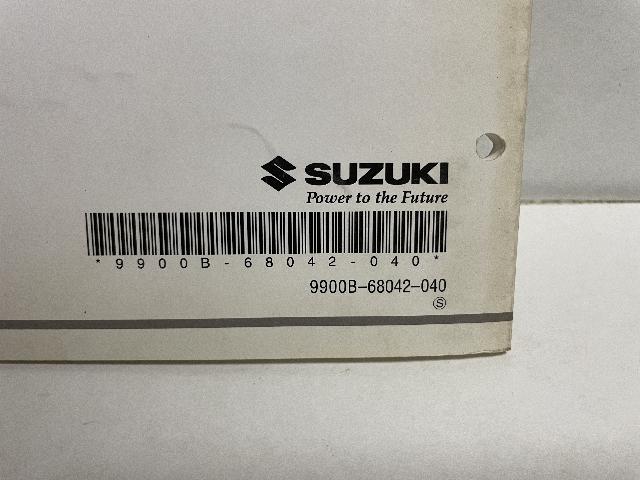 SUZUKI
Power to the Future
*9900B-68042-040*
9900B-68042-040
Ⓢ